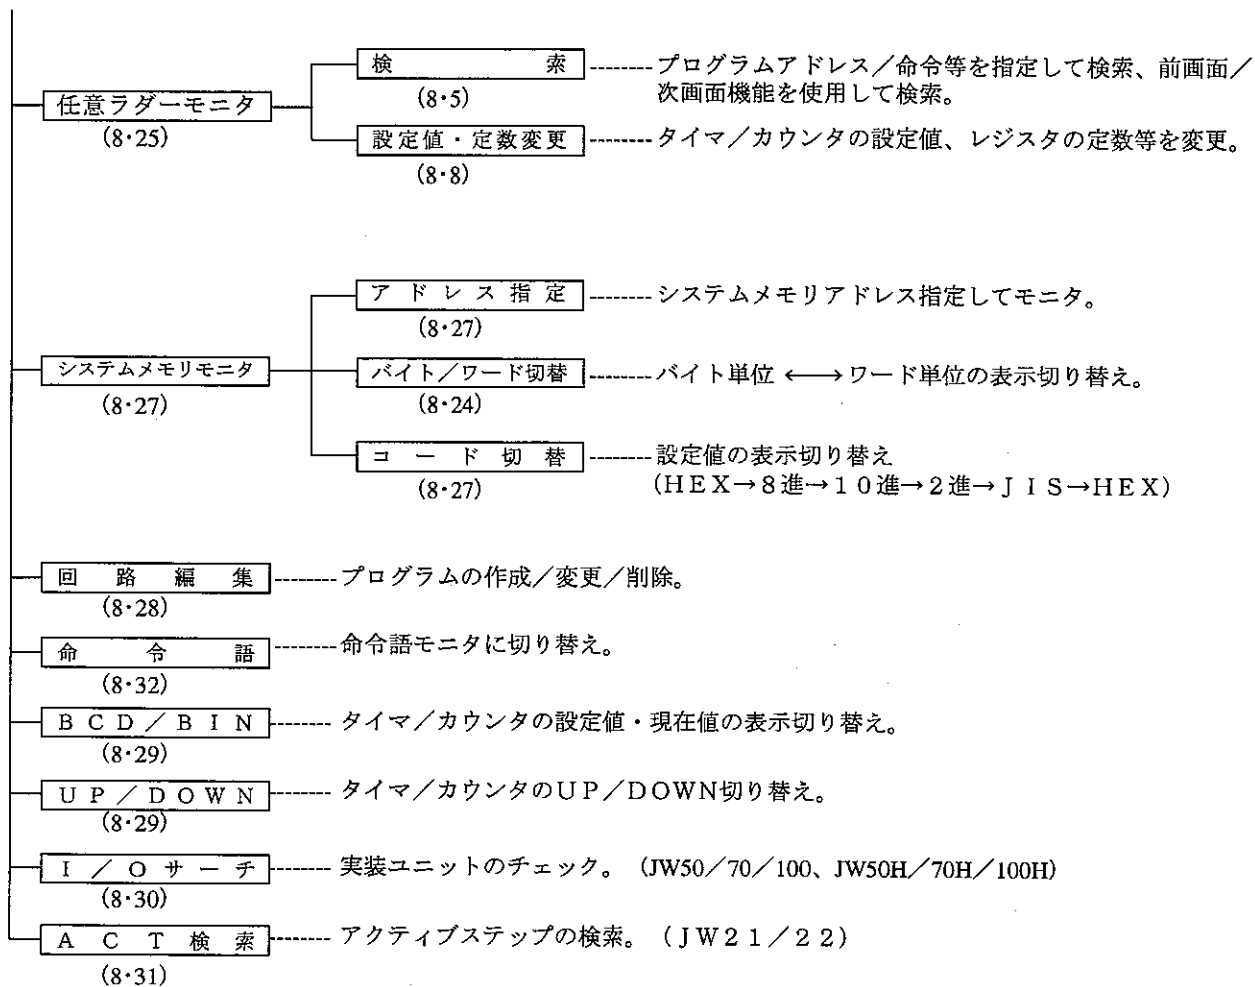 検索 -------- プログラムアドレス／命令等を指定して検索、前画面／
(8・5) 次画面機能を使用して検索。
任意ラダーモニタ
(8・25)
設定値・定数変更 -------- タイマ／カウンタの設定値、レジスタの定数等を変更。
(8・8)
アドレス指定 -------- システムメモリアドレス指定してモニタ。
(8・27)
システムメモリモニタ
(8・27)
バイト／ワード切替 -------- バイト単位 ←→ ワード単位の表示切り替え。
(8・24)
コード切替 -------- 設定値の表示切り替え
(8・27) (ＨＥＸ→８進→１０進→２進→ＪＩＳ→ＨＥＸ)
回路編集 -------- プログラムの作成／変更／削除。
(8・28)
命令語 -------- 命令語モニタに切り替え。
(8・32)
ＢＣＤ／ＢＩＮ -------- タイマ／カウンタの設定値・現在値の表示切り替え。
(8・29)
ＵＰ／ＤＯＷＮ -------- タイマ／カウンタのＵＰ／ＤＯＷＮ切り替え。
(8・29)
Ｉ／Ｏサーチ -------- 実装ユニットのチェック。(JW50／70／100、JW50H／70H／100H)
(8・30)
ＡＣＴ検索 -------- アクティブステップの検索。(ＪＷ２１／２２)
(8・31)